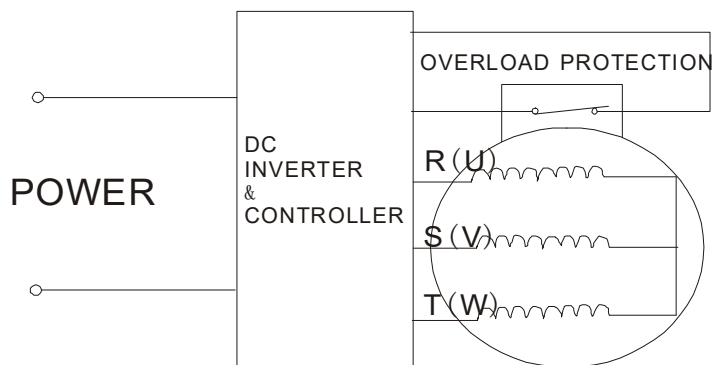 OVERLOAD PROTECTION
DC
INVERTER
&
CONTROLLER
POWER
R(U)
S(V)
T(W)